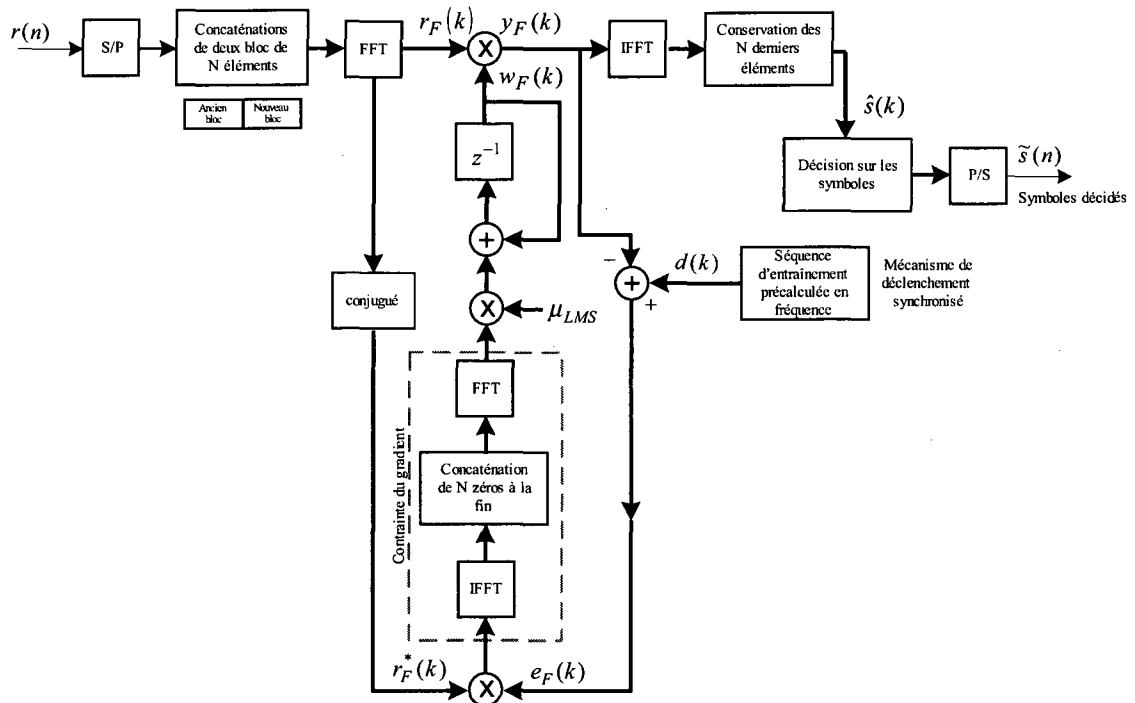 r(n)
S/P
Concaténations
de deux bloc de
N éléments
Ancien
bloc
Nouveau
bloc
FFT
r_F(k)
X
y_F(k)
w_F(k)
IFFT
Conservation des
N derniers
éléments
ŝ(k)
Décision sur les
symboles
P/S
s̃(n)
Symboles décidés
z⁻¹
+
−
+
+
d(k)
Séquence
d'entraînement
précalculée en
fréquence
Mécanisme de
déclenchement
synchronisé
conjugué
X
μ_LMS
Contrainte du gradient
FFT
Concaténation
de N zéros à la
fin
IFFT
r_F^*(k)
X
e_F(k)